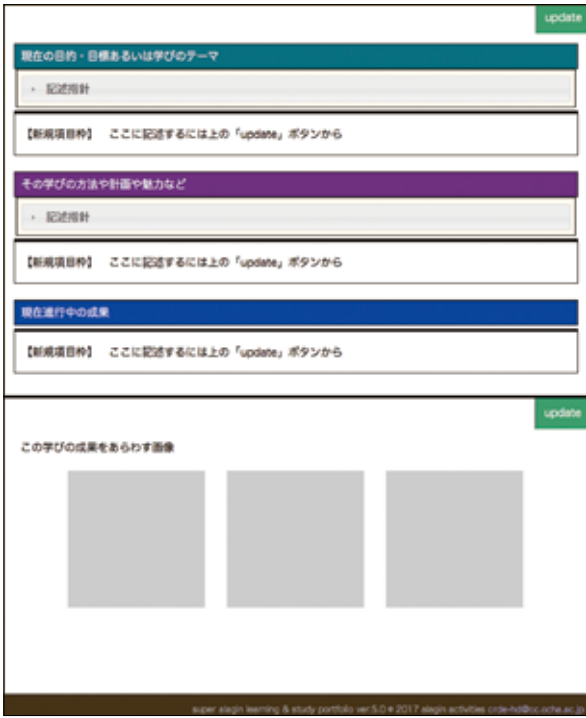 update
現在の目的・目標あるいは学びのテーマ
記述指針
【新規項目枠】 ここに記述するには上の「update」ボタンから
その学びの方法や計画や魅力など
記述指針
【新規項目枠】 ここに記述するには上の「update」ボタンから
現在進行中の成果
【新規項目枠】 ここに記述するには上の「update」ボタンから
update
この学びの成果をあらわす画像
super alagin learning & study portfolio ver.5.0 © 2017 alagin activities crde-hd@cc.ocha.ac.jp